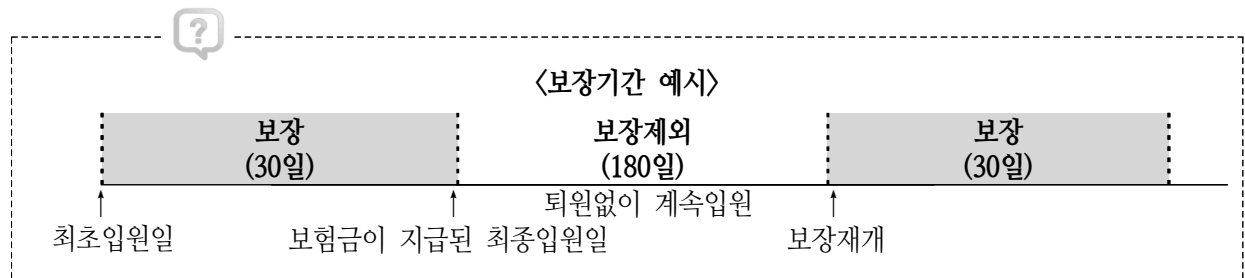 ?
〈보장기간 예시〉
보장 보장제외 보장
(30일) (180일) (30일)
퇴원없이 계속입원
최초입원일 보험금이 지급된 최종입원일 보장재개